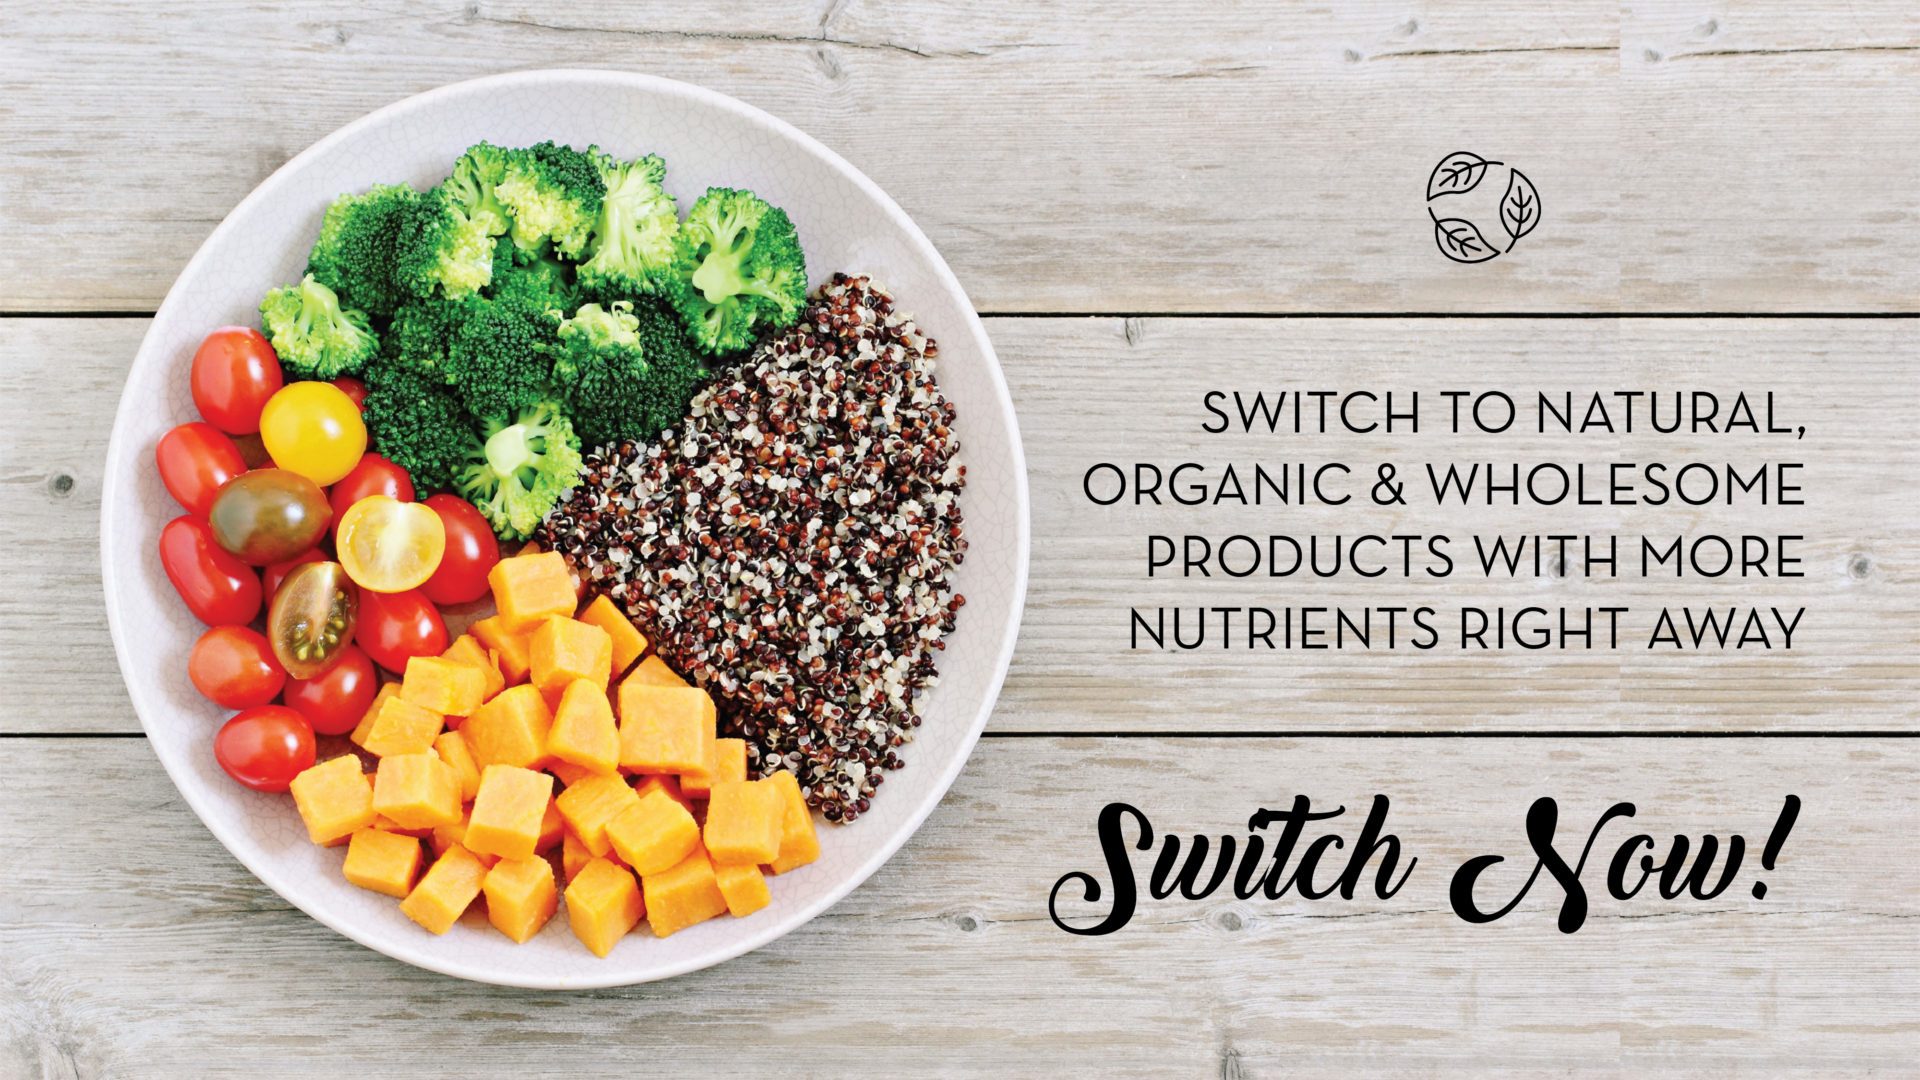 SWITCH TO NATURAL,
ORGANIC & WHOLESOME
PRODUCTS WITH MORE
NUTRIENTS RIGHT AWAY
Switch Now!